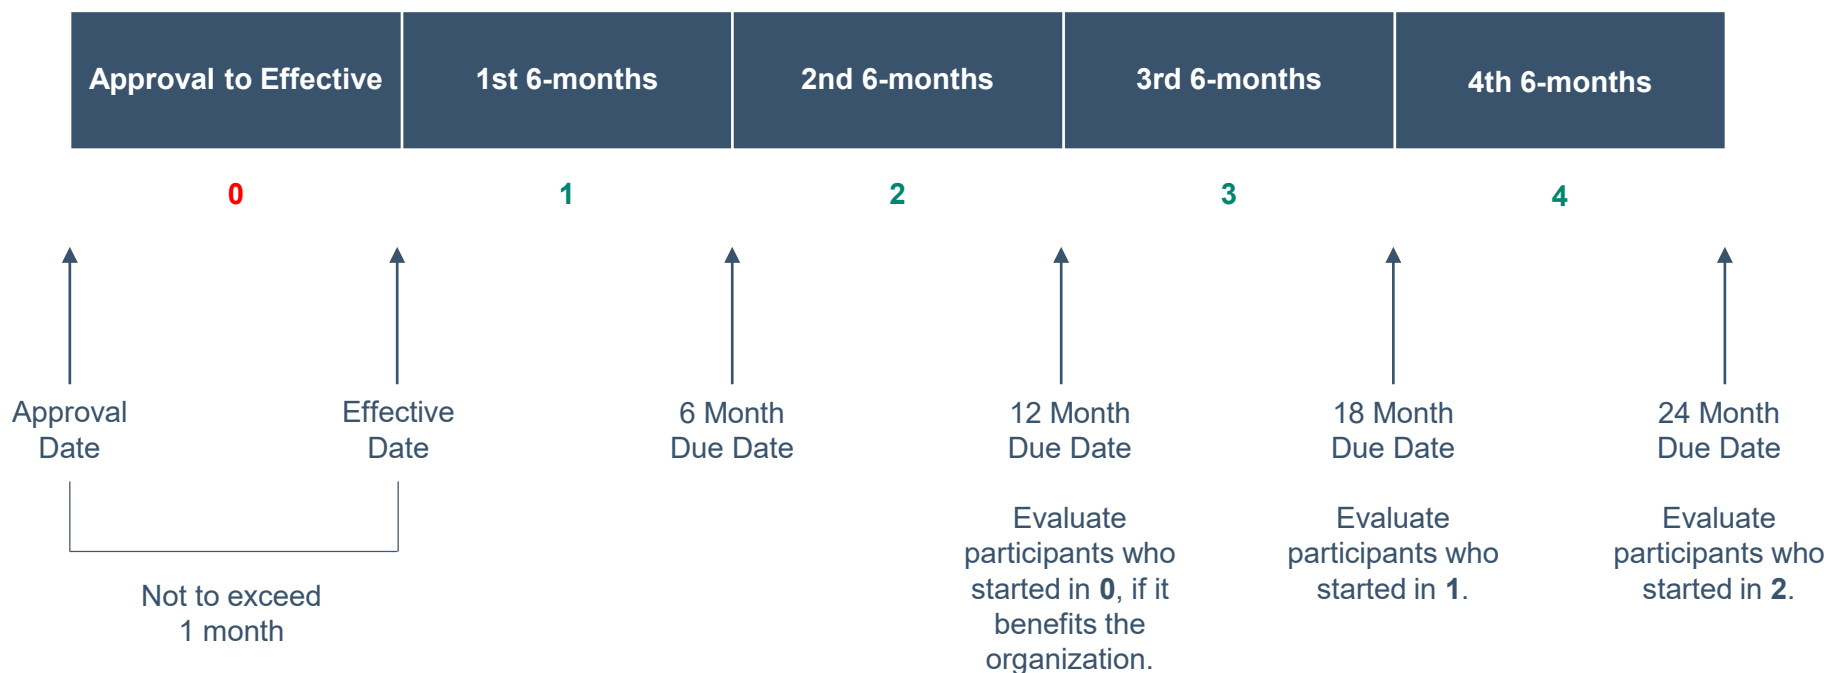 Approval to Effective
1st 6-months
2nd 6-months
3rd 6-months
4th 6-months
0
1
2
3
4
Approval
Date
Effective
Date
6 Month
Due Date
12 Month
Due Date
18 Month
Due Date
24 Month
Due Date
Not to exceed
1 month
Evaluate
participants who
started in 0, if it
benefits the
organization.
Evaluate
participants who
started in 1.
Evaluate
participants who
started in 2.